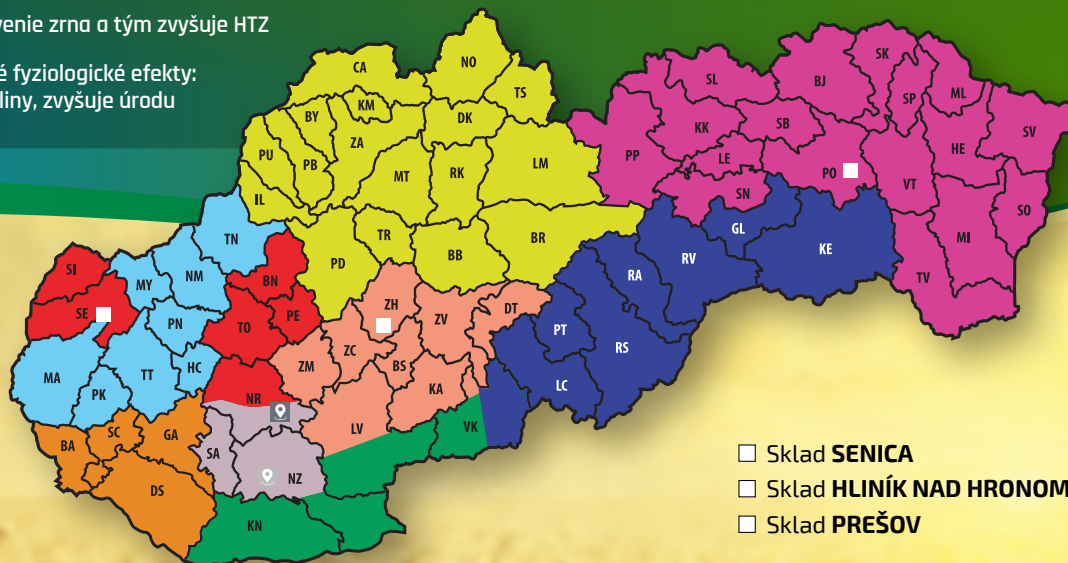 venie zrna a tým zvyšuje HTZ
é fyziologické efekty:
liny, zvyšuje úrodu
CA
NO
TS
KM
BY
ZA
DK
PU
PB
MT
RK
LM
IL
TR
BB
BR
PD
SL
BJ
SK
SP
ML
SV
PP
KK
SB
HE
LE
PO
VT
SN
SO
MI
TV
GL
KE
RV
RA
PT
RS
LC
TN
MY
NM
PN
MA
TT
HC
PK
SI
SE
BN
TO
PE
NR
ZH
ZV
DT
ZC
BS
ZM
KA
LV
VK
SA
NZ
KN
BA
SC
GA
DS
Sklad SENICA
Sklad HLINÍK NAD HRONOM
Sklad PREŠOV